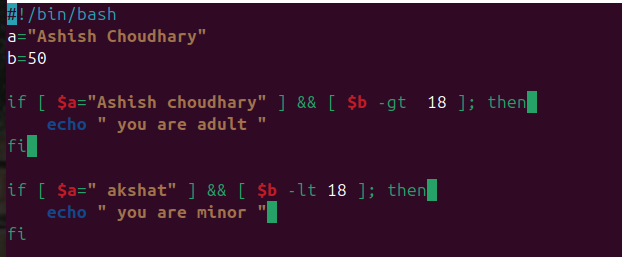 #!/bin/bash
a="Ashish Choudhary"
b=50
if [ $a="Ashish choudhary" ] && [ $b -gt  18 ]; then
    echo " you are adult "
fi
if [ $a=" akshat" ] && [ $b -lt 18 ]; then
    echo " you are minor "
fi